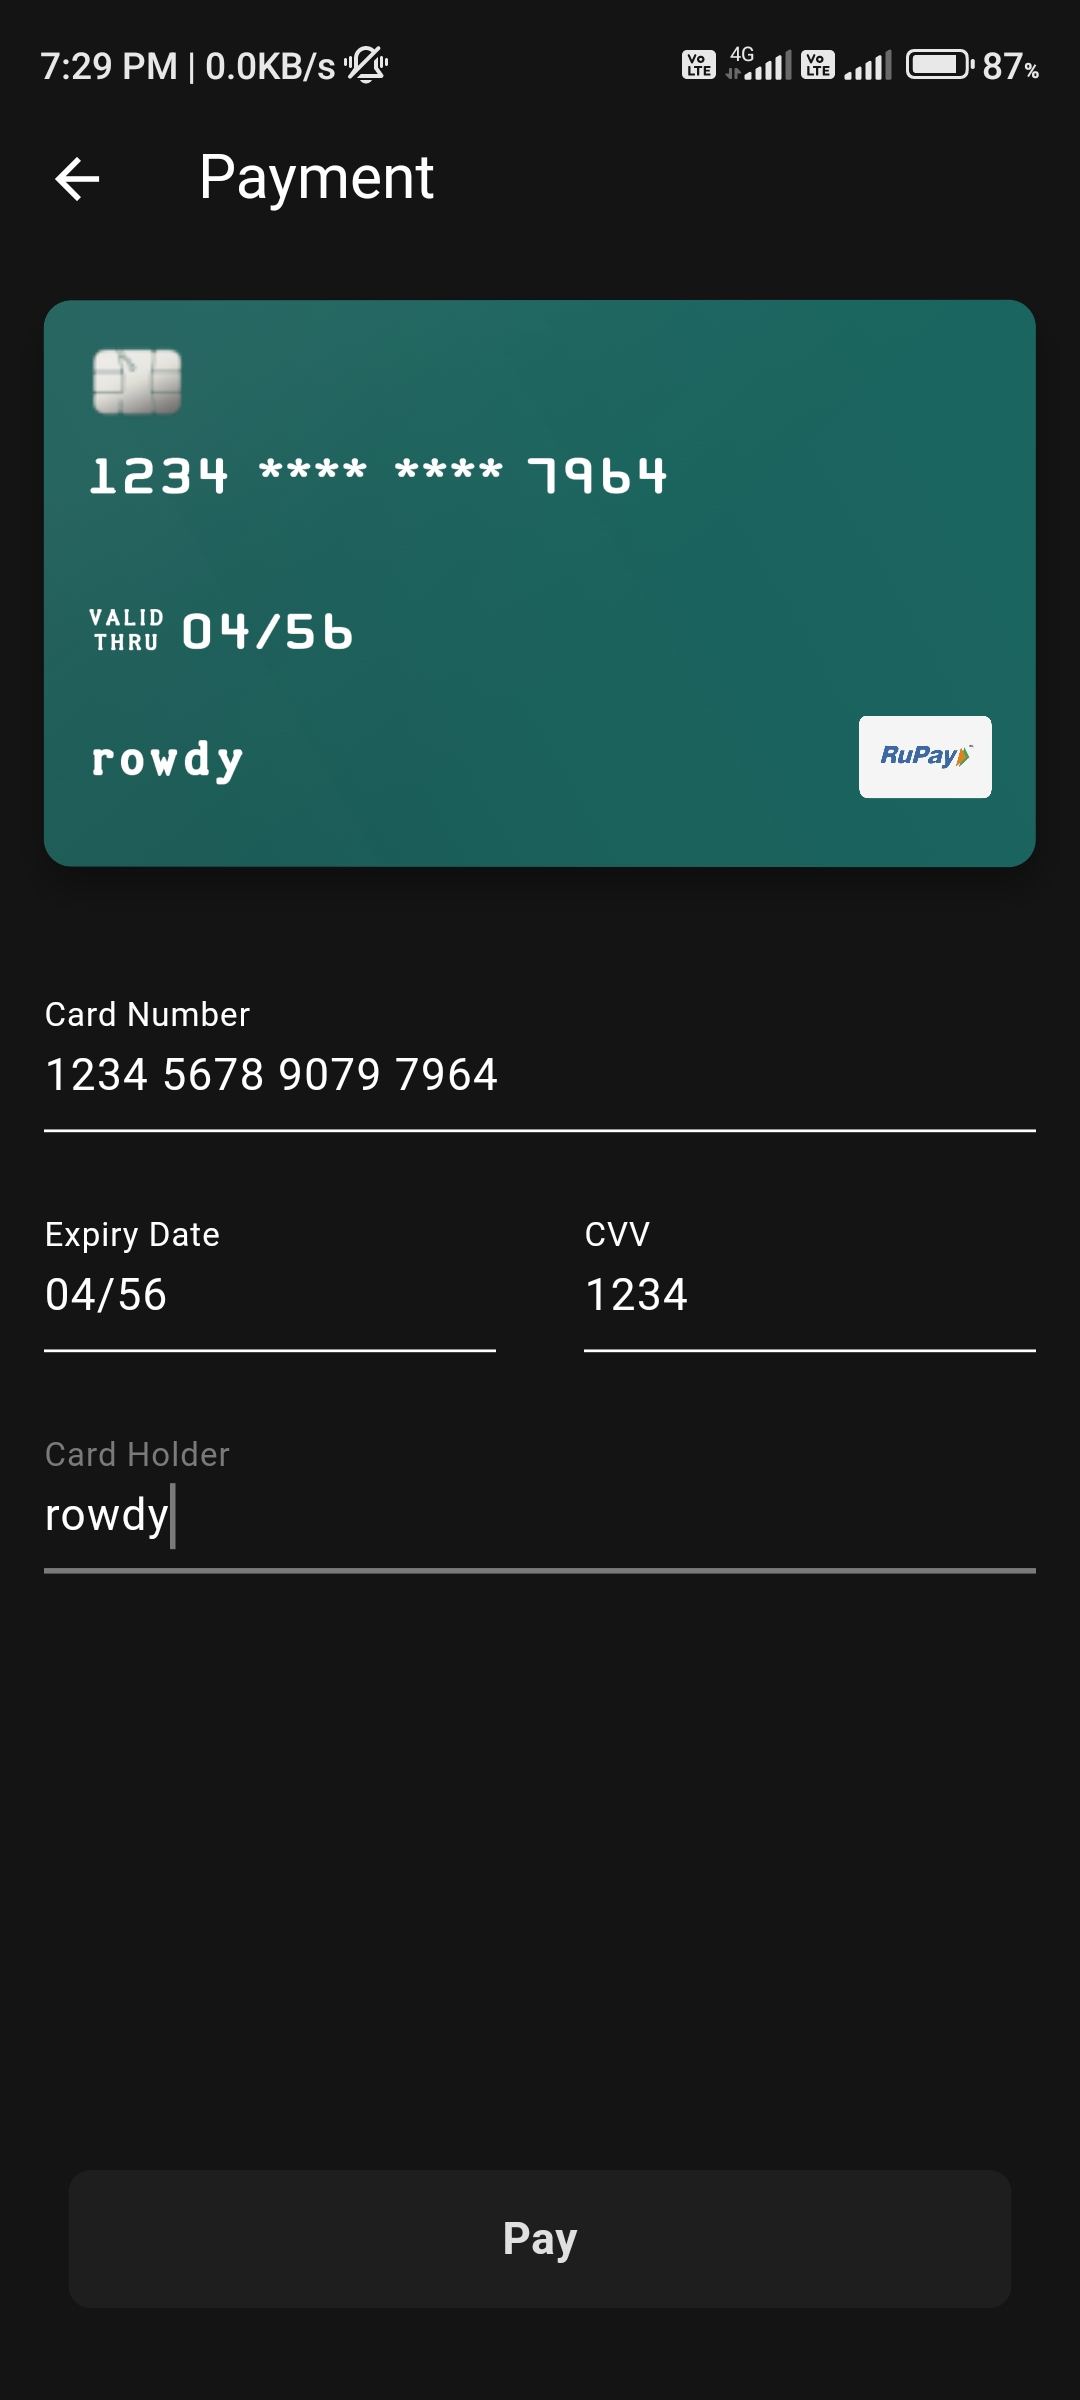 7:29 PM | 0.0KB/s Vo LTE 4G Vo LTE 87%
Payment
1234 **** **** 7964
VALID THRU 04/56
rowdy RuPay
Card Number
1234 5678 9079 7964
Expiry Date CVV
04/56 1234
Card Holder
rowdy
Pay